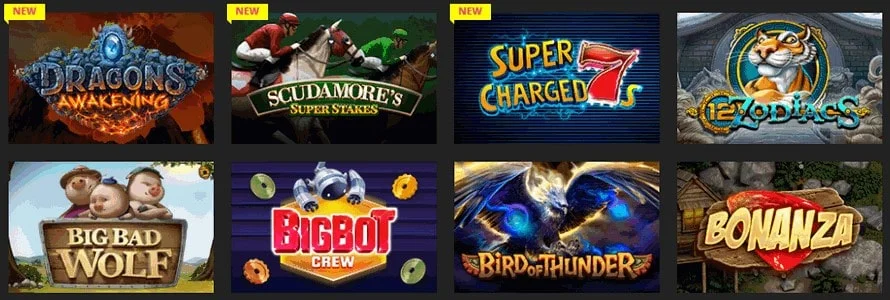 NEW
DRAGONS
AWAKENING
NEW
SCUDAMORE'S
SUPER STAKES
NEW
SUPER
CHARGED 7s
12 ZODIACS
BIG BAD
WOLF
BIGBOT
CREW
BIRD OF THUNDER
BONANZA